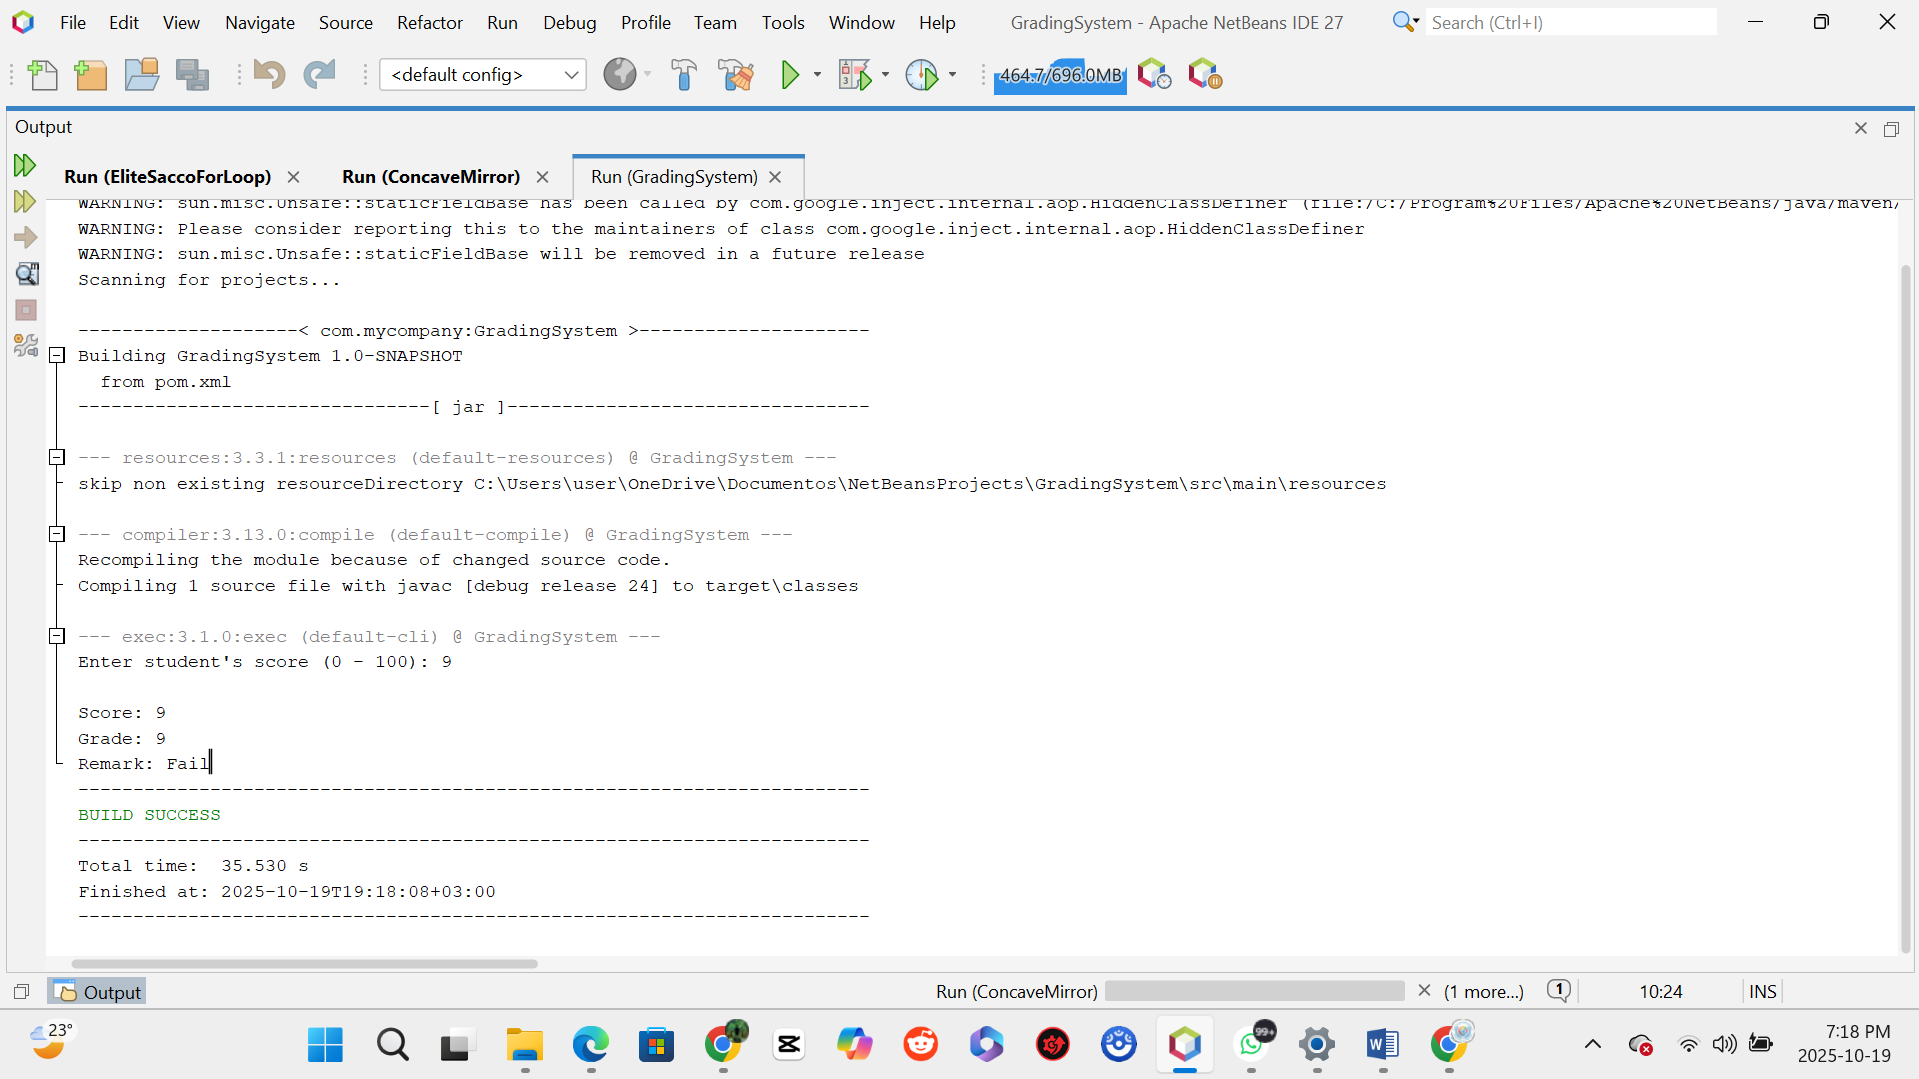 File Edit View Navigate Source Refactor Run Debug Profile Team Tools Window Help GradingSystem - Apache NetBeans IDE 27 Search (Ctrl+I)
<default config> 464.7/696.0MB
Output
Run (EliteSaccoForLoop) Run (ConcaveMirror) Run (GradingSystem)
WARNING: sun.misc.Unsafe::staticFieldBase has been called by com.google.inject.internal.aop.HiddenClassDefiner (file:/C:/Program%20Files/Apache%20NetBeans/java/maven/
WARNING: Please consider reporting this to the maintainers of class com.google.inject.internal.aop.HiddenClassDefiner
WARNING: sun.misc.Unsafe::staticFieldBase will be removed in a future release
Scanning for projects...
--------------------< com.mycompany:GradingSystem >---------------------
Building GradingSystem 1.0-SNAPSHOT
from pom.xml
--------------------------------[ jar ]---------------------------------
--- resources:3.3.1:resources (default-resources) @ GradingSystem ---
skip non existing resourceDirectory C:\Users\user\OneDrive\Documentos\NetBeansProjects\GradingSystem\src\main\resources
--- compiler:3.13.0:compile (default-compile) @ GradingSystem ---
Recompiling the module because of changed source code.
Compiling 1 source file with javac [debug release 24] to target\classes
--- exec:3.1.0:exec (default-cli) @ GradingSystem ---
Enter student's score (0 - 100): 9
Score: 9
Grade: 9
Remark: Fail
------------------------------------------------------------------------
BUILD SUCCESS
------------------------------------------------------------------------
Total time:  35.530 s
Finished at: 2025-10-19T19:18:08+03:00
------------------------------------------------------------------------
Output Run (ConcaveMirror) (1 more...) 1 10:24 INS
23° 99+ 7:18 PM
2025-10-19